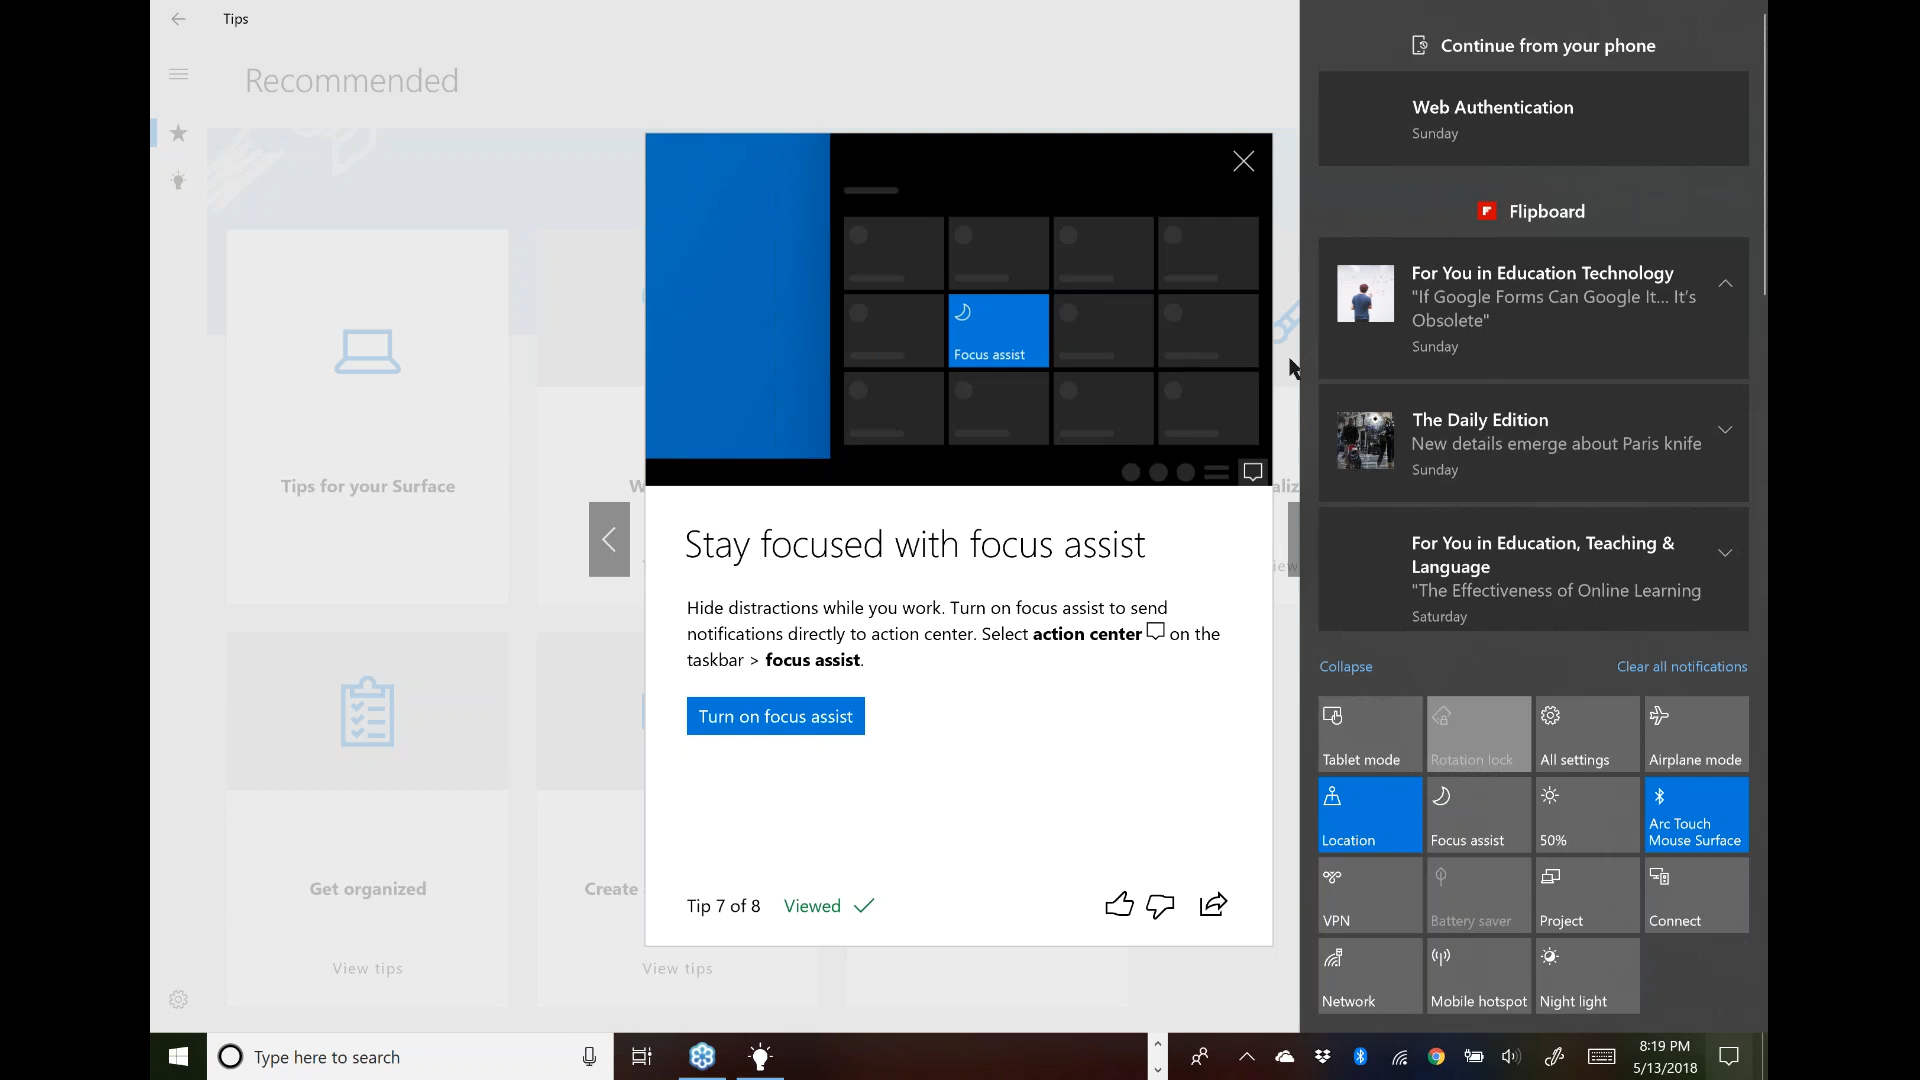 Tips
Recommended
Tips for your Surface
Get organized
View tips
Create
View tips
Focus assist
Stay focused with focus assist
Hide distractions while you work. Turn on focus assist to send
notifications directly to action center. Select action center on the
taskbar > focus assist.
Turn on focus assist
Tip 7 of 8 Viewed
Continue from your phone
Web Authentication
Sunday
Flipboard
For You in Education Technology
"If Google Forms Can Google It... It's
Obsolete"
Sunday
The Daily Edition
New details emerge about Paris knife
Sunday
For You in Education, Teaching &
Language
"The Effectiveness of Online Learning
Saturday
Collapse Clear all notifications
Tablet mode Rotation lock All settings Airplane mode
Location Focus assist 50% Arc Touch
Mouse Surface
VPN Battery saver Project Connect
Network Mobile hotspot Night light
Type here to search
8:19 PM
5/13/2018